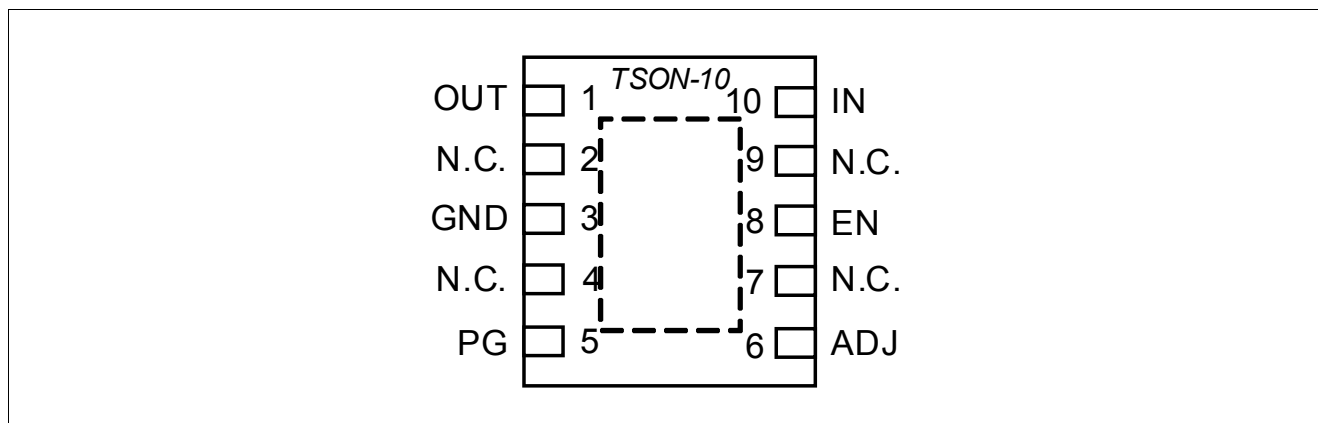 TSON-10
OUT 1 10 IN
N.C. 2 9 N.C.
GND 3 8 EN
N.C. 4 7 N.C.
PG 5 6 ADJ